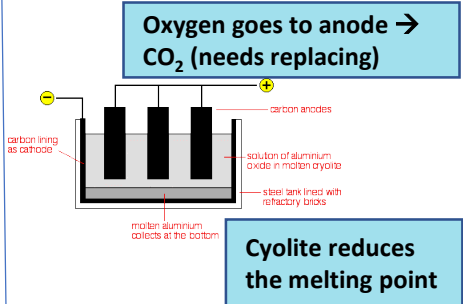 Oxygen goes to anode →
CO₂ (needs replacing)
−
+
carbon anodes
carbon lining
as cathode
solution of aluminium
oxide in molten cryolite
steel tank lined with
refractory bricks
molten aluminium
collects at the bottom
Cyolite reduces
the melting point